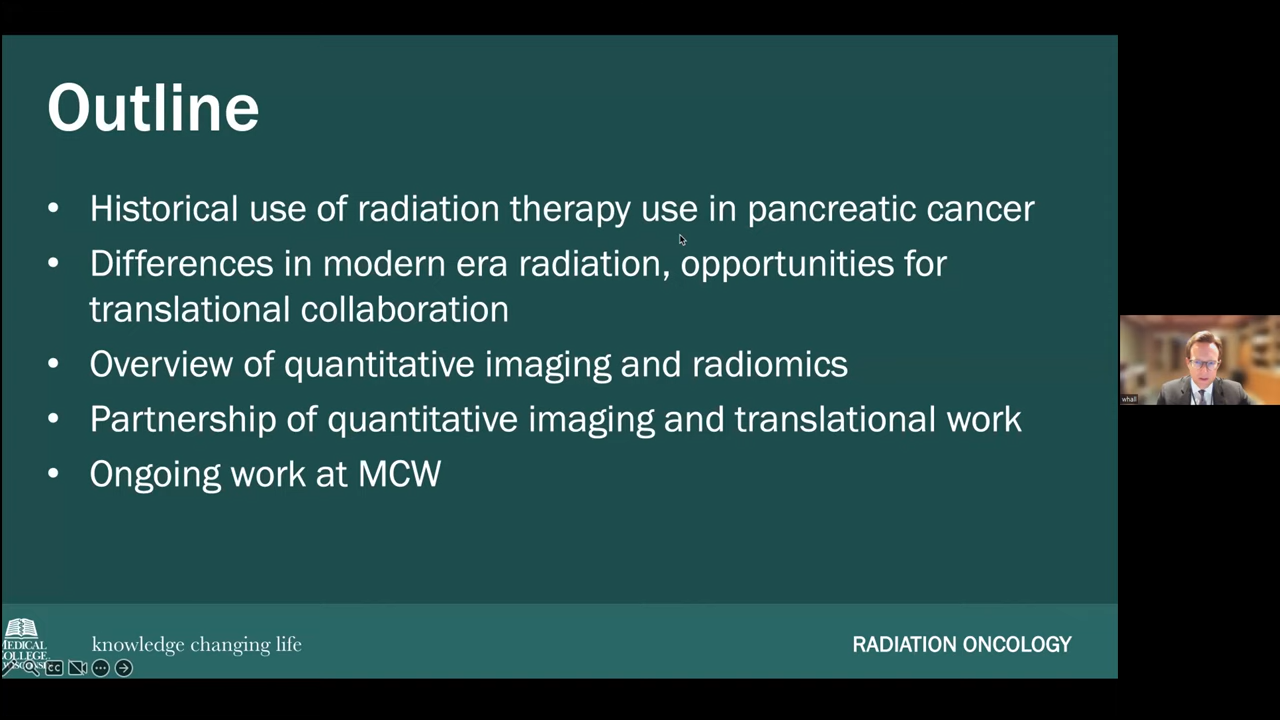 Outline
• Historical use of radiation therapy use in pancreatic cancer
• Differences in modern era radiation, opportunities for
translational collaboration
• Overview of quantitative imaging and radiomics
• Partnership of quantitative imaging and translational work
• Ongoing work at MCW
whall
knowledge changing life
RADIATION ONCOLOGY
CC